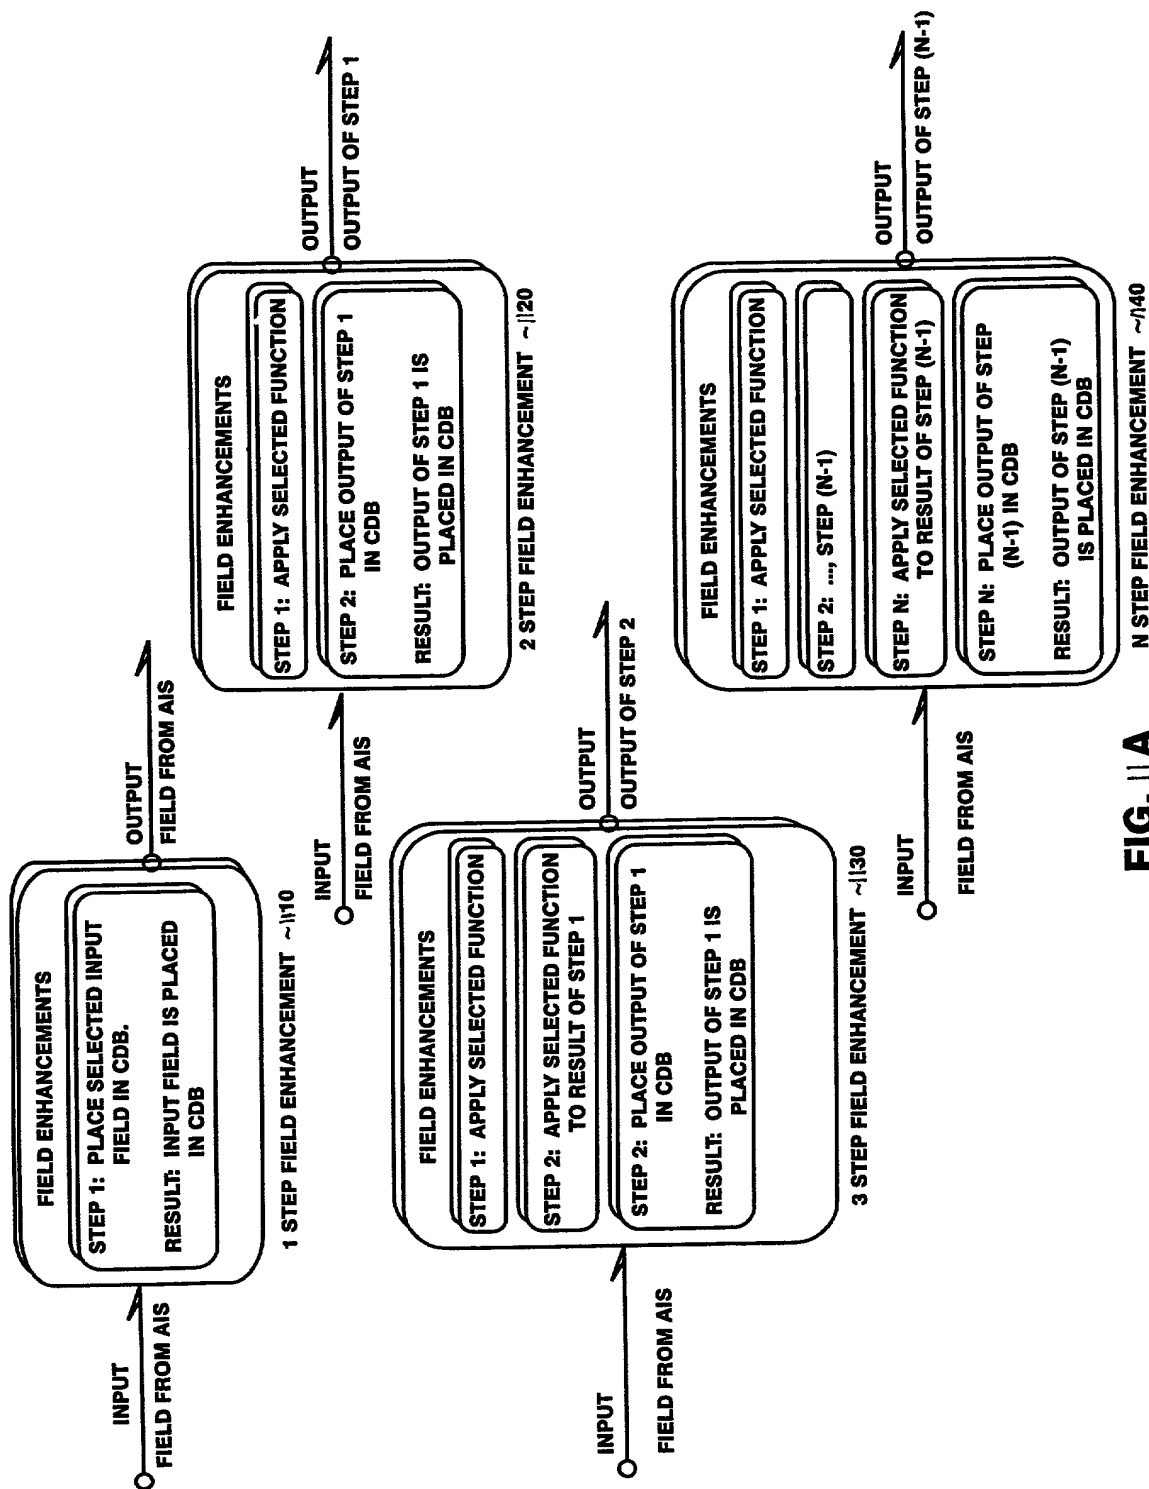 FIELD ENHANCEMENTS
STEP 1: PLACE SELECTED INPUT
FIELD IN CDB.
RESULT: INPUT FIELD IS PLACED
IN CDB
INPUT
FIELD FROM AIS
OUTPUT
FIELD FROM AIS
1 STEP FIELD ENHANCEMENT ~1110
FIELD ENHANCEMENTS
STEP 1: APPLY SELECTED FUNCTION
STEP 2: PLACE OUTPUT OF STEP 1
IN CDB
RESULT: OUTPUT OF STEP 1 IS
PLACED IN CDB
INPUT
FIELD FROM AIS
OUTPUT
OUTPUT OF STEP 1
2 STEP FIELD ENHANCEMENT ~1120
FIELD ENHANCEMENTS
STEP 1: APPLY SELECTED FUNCTION
STEP 2: APPLY SELECTED FUNCTION
TO RESULT OF STEP 1
STEP 2: PLACE OUTPUT OF STEP 1
IN CDB
RESULT: OUTPUT OF STEP 1 IS
PLACED IN CDB
INPUT
FIELD FROM AIS
OUTPUT
OUTPUT OF STEP 2
3 STEP FIELD ENHANCEMENT ~1130
FIELD ENHANCEMENTS
STEP 1: APPLY SELECTED FUNCTION
STEP 2: ..., STEP (N-1)
STEP N: APPLY SELECTED FUNCTION
TO RESULT OF STEP (N-1)
STEP N: PLACE OUTPUT OF STEP
(N-1) IN CDB
RESULT: OUTPUT OF STEP (N-1)
IS PLACED IN CDB
INPUT
FIELD FROM AIS
OUTPUT
OUTPUT OF STEP (N-1)
N STEP FIELD ENHANCEMENT ~1140
FIG. 11A